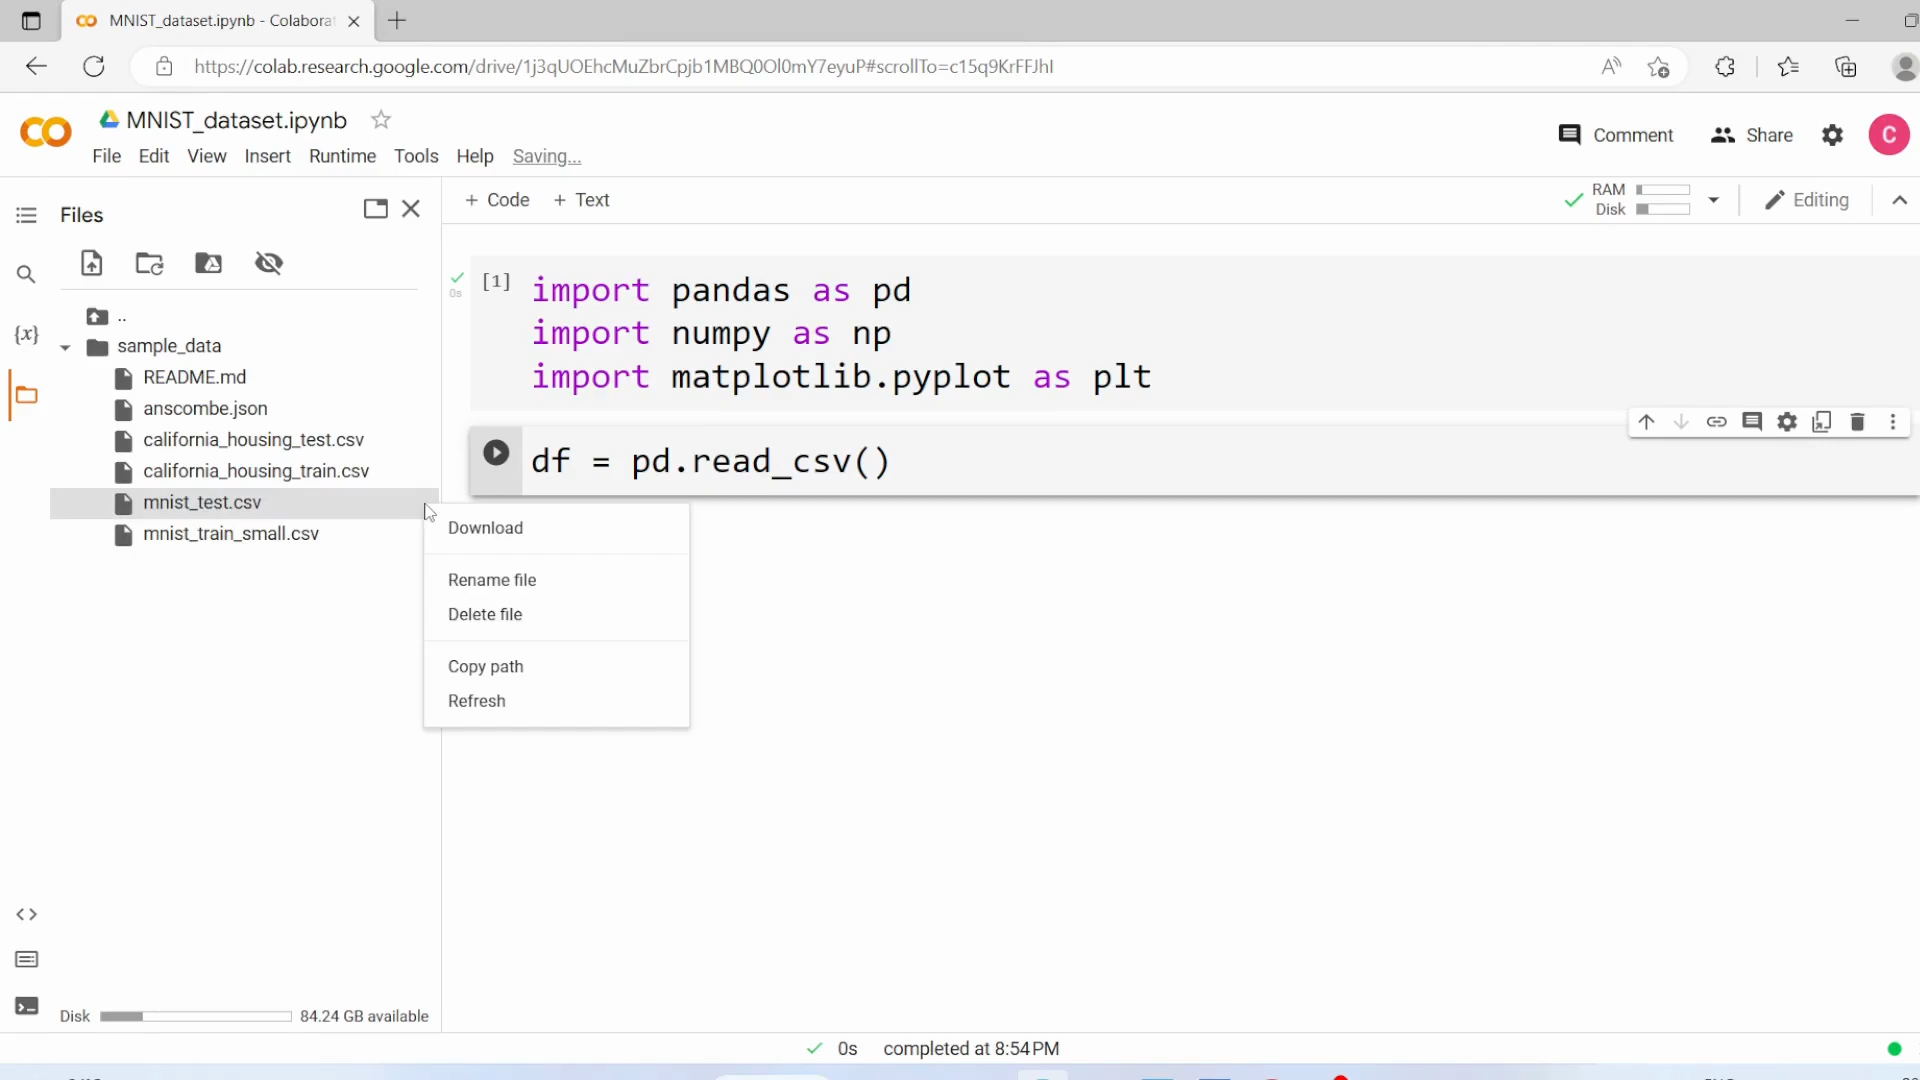 MNIST_dataset.ipynb - Colabora
https://colab.research.google.com/drive/1j3qUOEhcMuZbrCpjb1MBQ0Ol0mY7eyuP#scrollTo=c15q9KrFFJhI
MNIST_dataset.ipynb
Comment
Share
C
File Edit View Insert Runtime Tools Help Saving...
Files
+ Code + Text
RAM
Disk
Editing
..
sample_data
README.md
anscombe.json
california_housing_test.csv
california_housing_train.csv
mnist_test.csv
mnist_train_small.csv
{x}
0s
[1]
import pandas as pd
import numpy as np
import matplotlib.pyplot as plt
df = pd.read_csv()
Download
Rename file
Delete file
Copy path
Refresh
Disk
84.24 GB available
0s completed at 8:54 PM